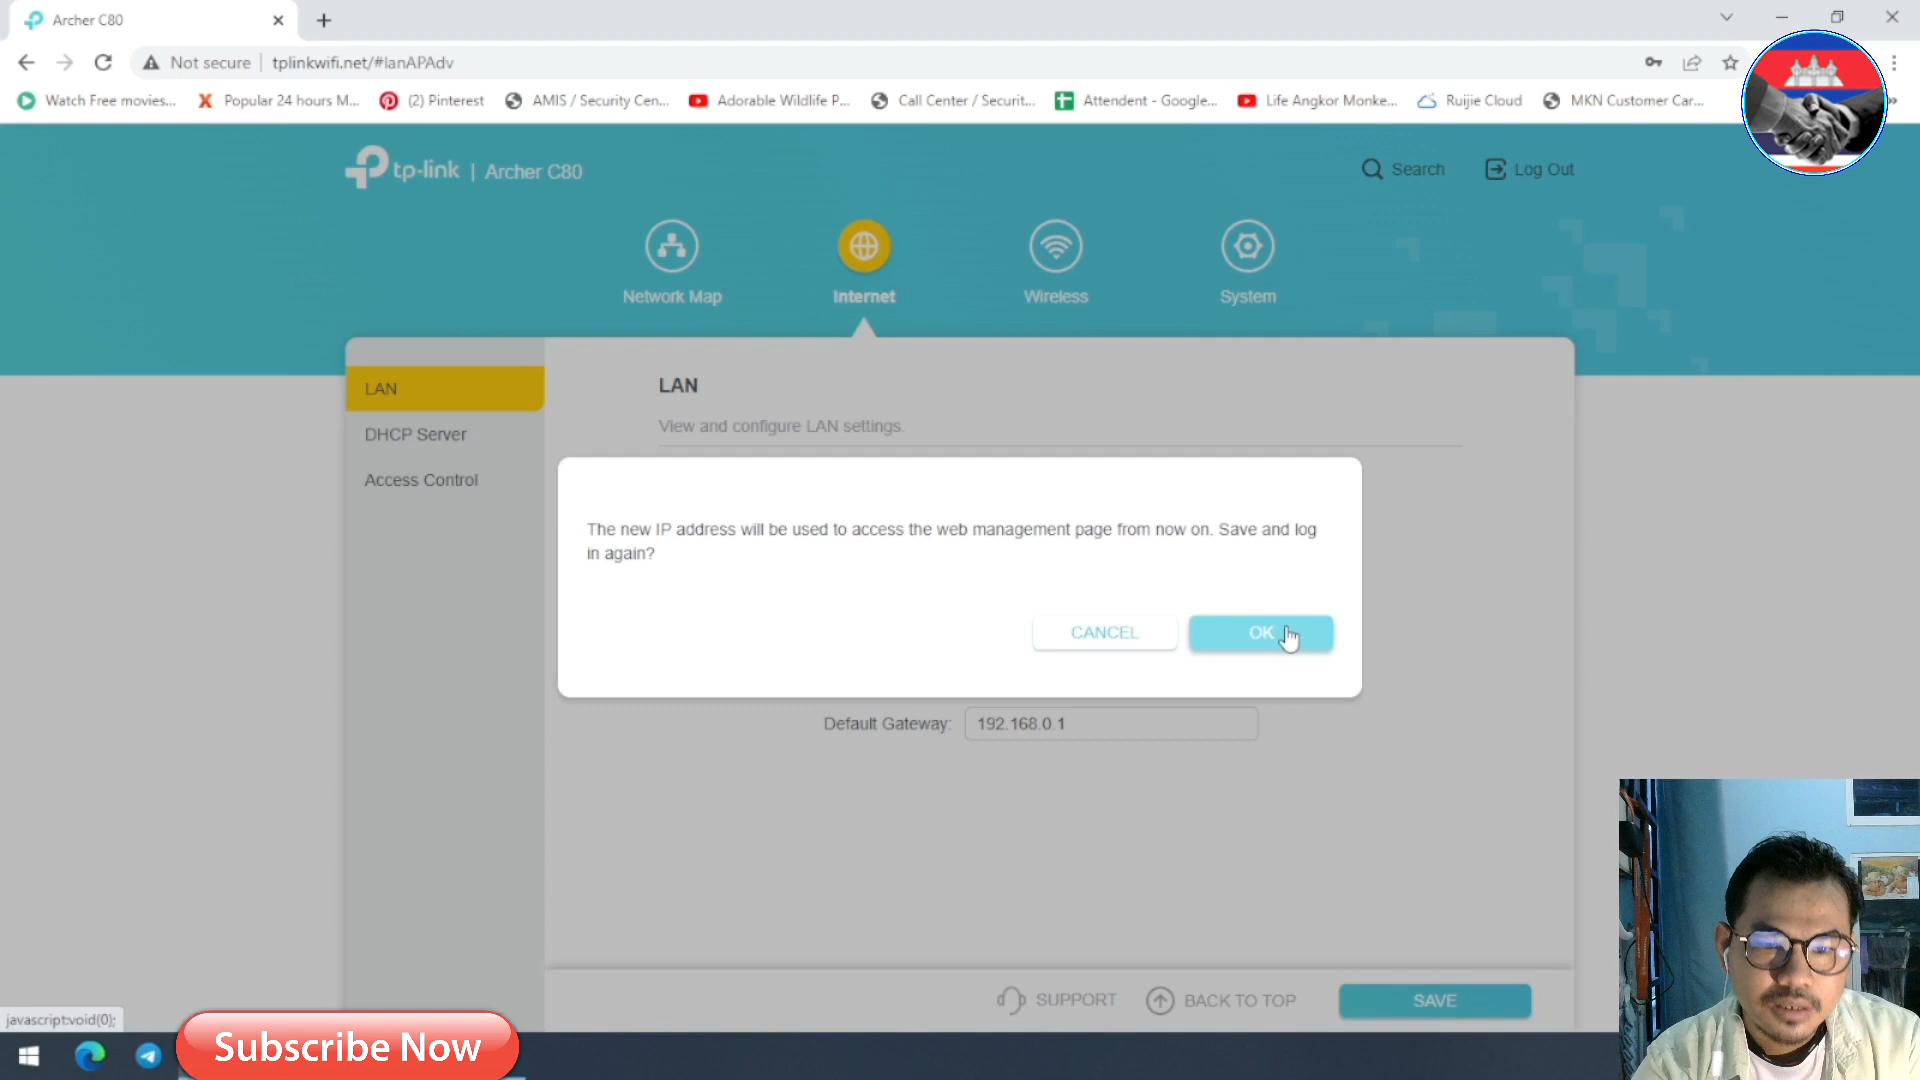 Archer C80
Not secure
tplinkwifi.net/#lanAPAdv
Watch Free movies...
Popular 24 hours M...
(2) Pinterest
AMIS / Security Cen...
Adorable Wildlife P...
Call Center / Securit...
Attendent - Google...
Life Angkor Monke...
Ruijie Cloud
MKN Customer Car...
tp-link | Archer C80
Search
Log Out
Network Map
Internet
Wireless
System
LAN
DHCP Server
Access Control
LAN
View and configure LAN settings.
The new IP address will be used to access the web management page from now on. Save and log
in again?
CANCEL
OK
Default Gateway:
192.168.0.1
SUPPORT
BACK TO TOP
SAVE
javascript:void(0);
Subscribe Now